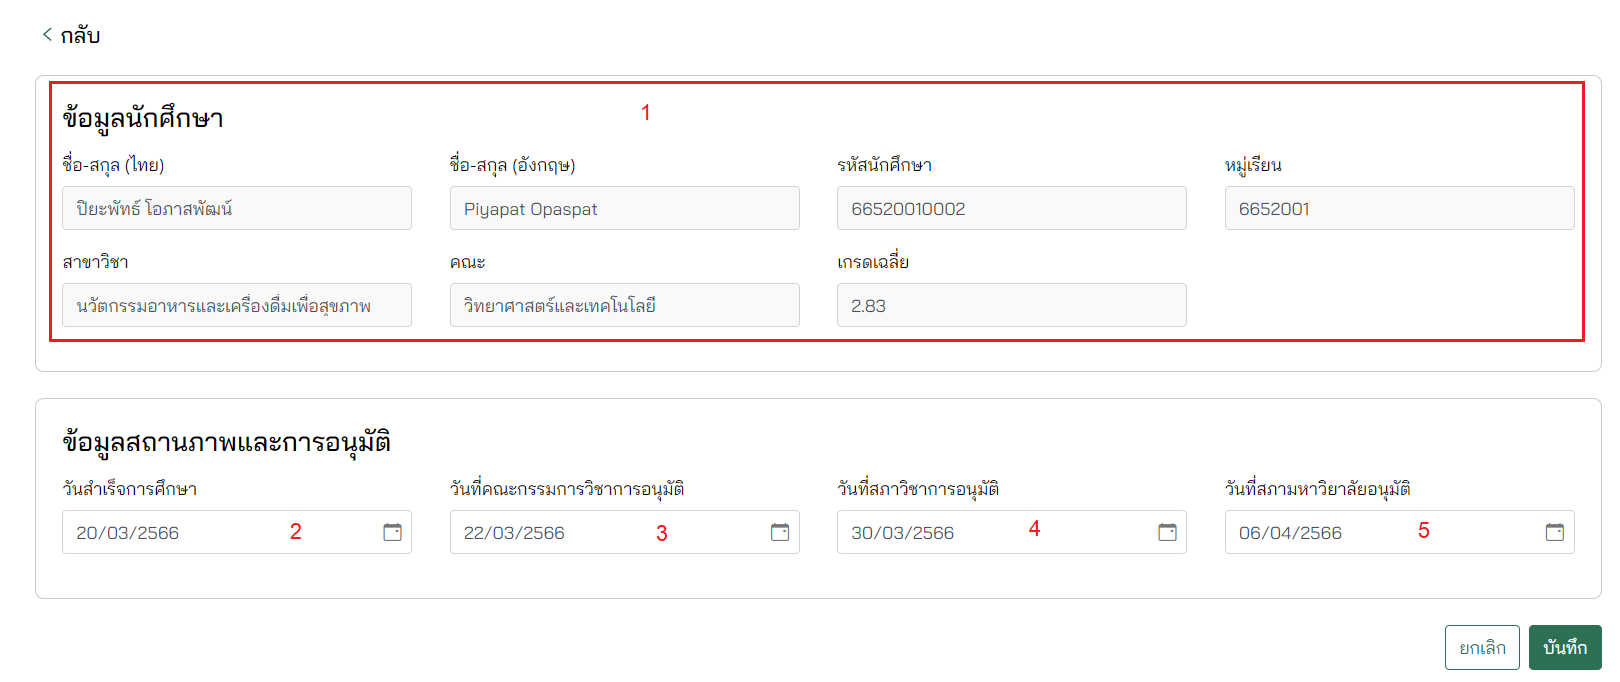 กลับ
ข้อมูลนักศึกษา 1
ชื่อ-สกุล (ไทย) ชื่อ-สกุล (อังกฤษ) รหัสนักศึกษา หมู่เรียน
ปิยะพัทธ์ โอภาสพัฒน์ Piyapat Opaspat 66520010002 6652001
สาขาวิชา คณะ เกรดเฉลี่ย
นวัตกรรมอาหารและเครื่องดื่มเพื่อสุขภาพ วิทยาศาสตร์และเทคโนโลยี 2.83
ข้อมูลสถานภาพและการอนุมัติ
วันสำเร็จการศึกษา วันที่คณะกรรมการวิชาการอนุมัติ วันที่สภาวิชาการอนุมัติ วันที่สภามหาวิทยาลัยอนุมัติ
20/03/2566 2 22/03/2566 3 30/03/2566 4 06/04/2566 5
ยกเลิก บันทึก